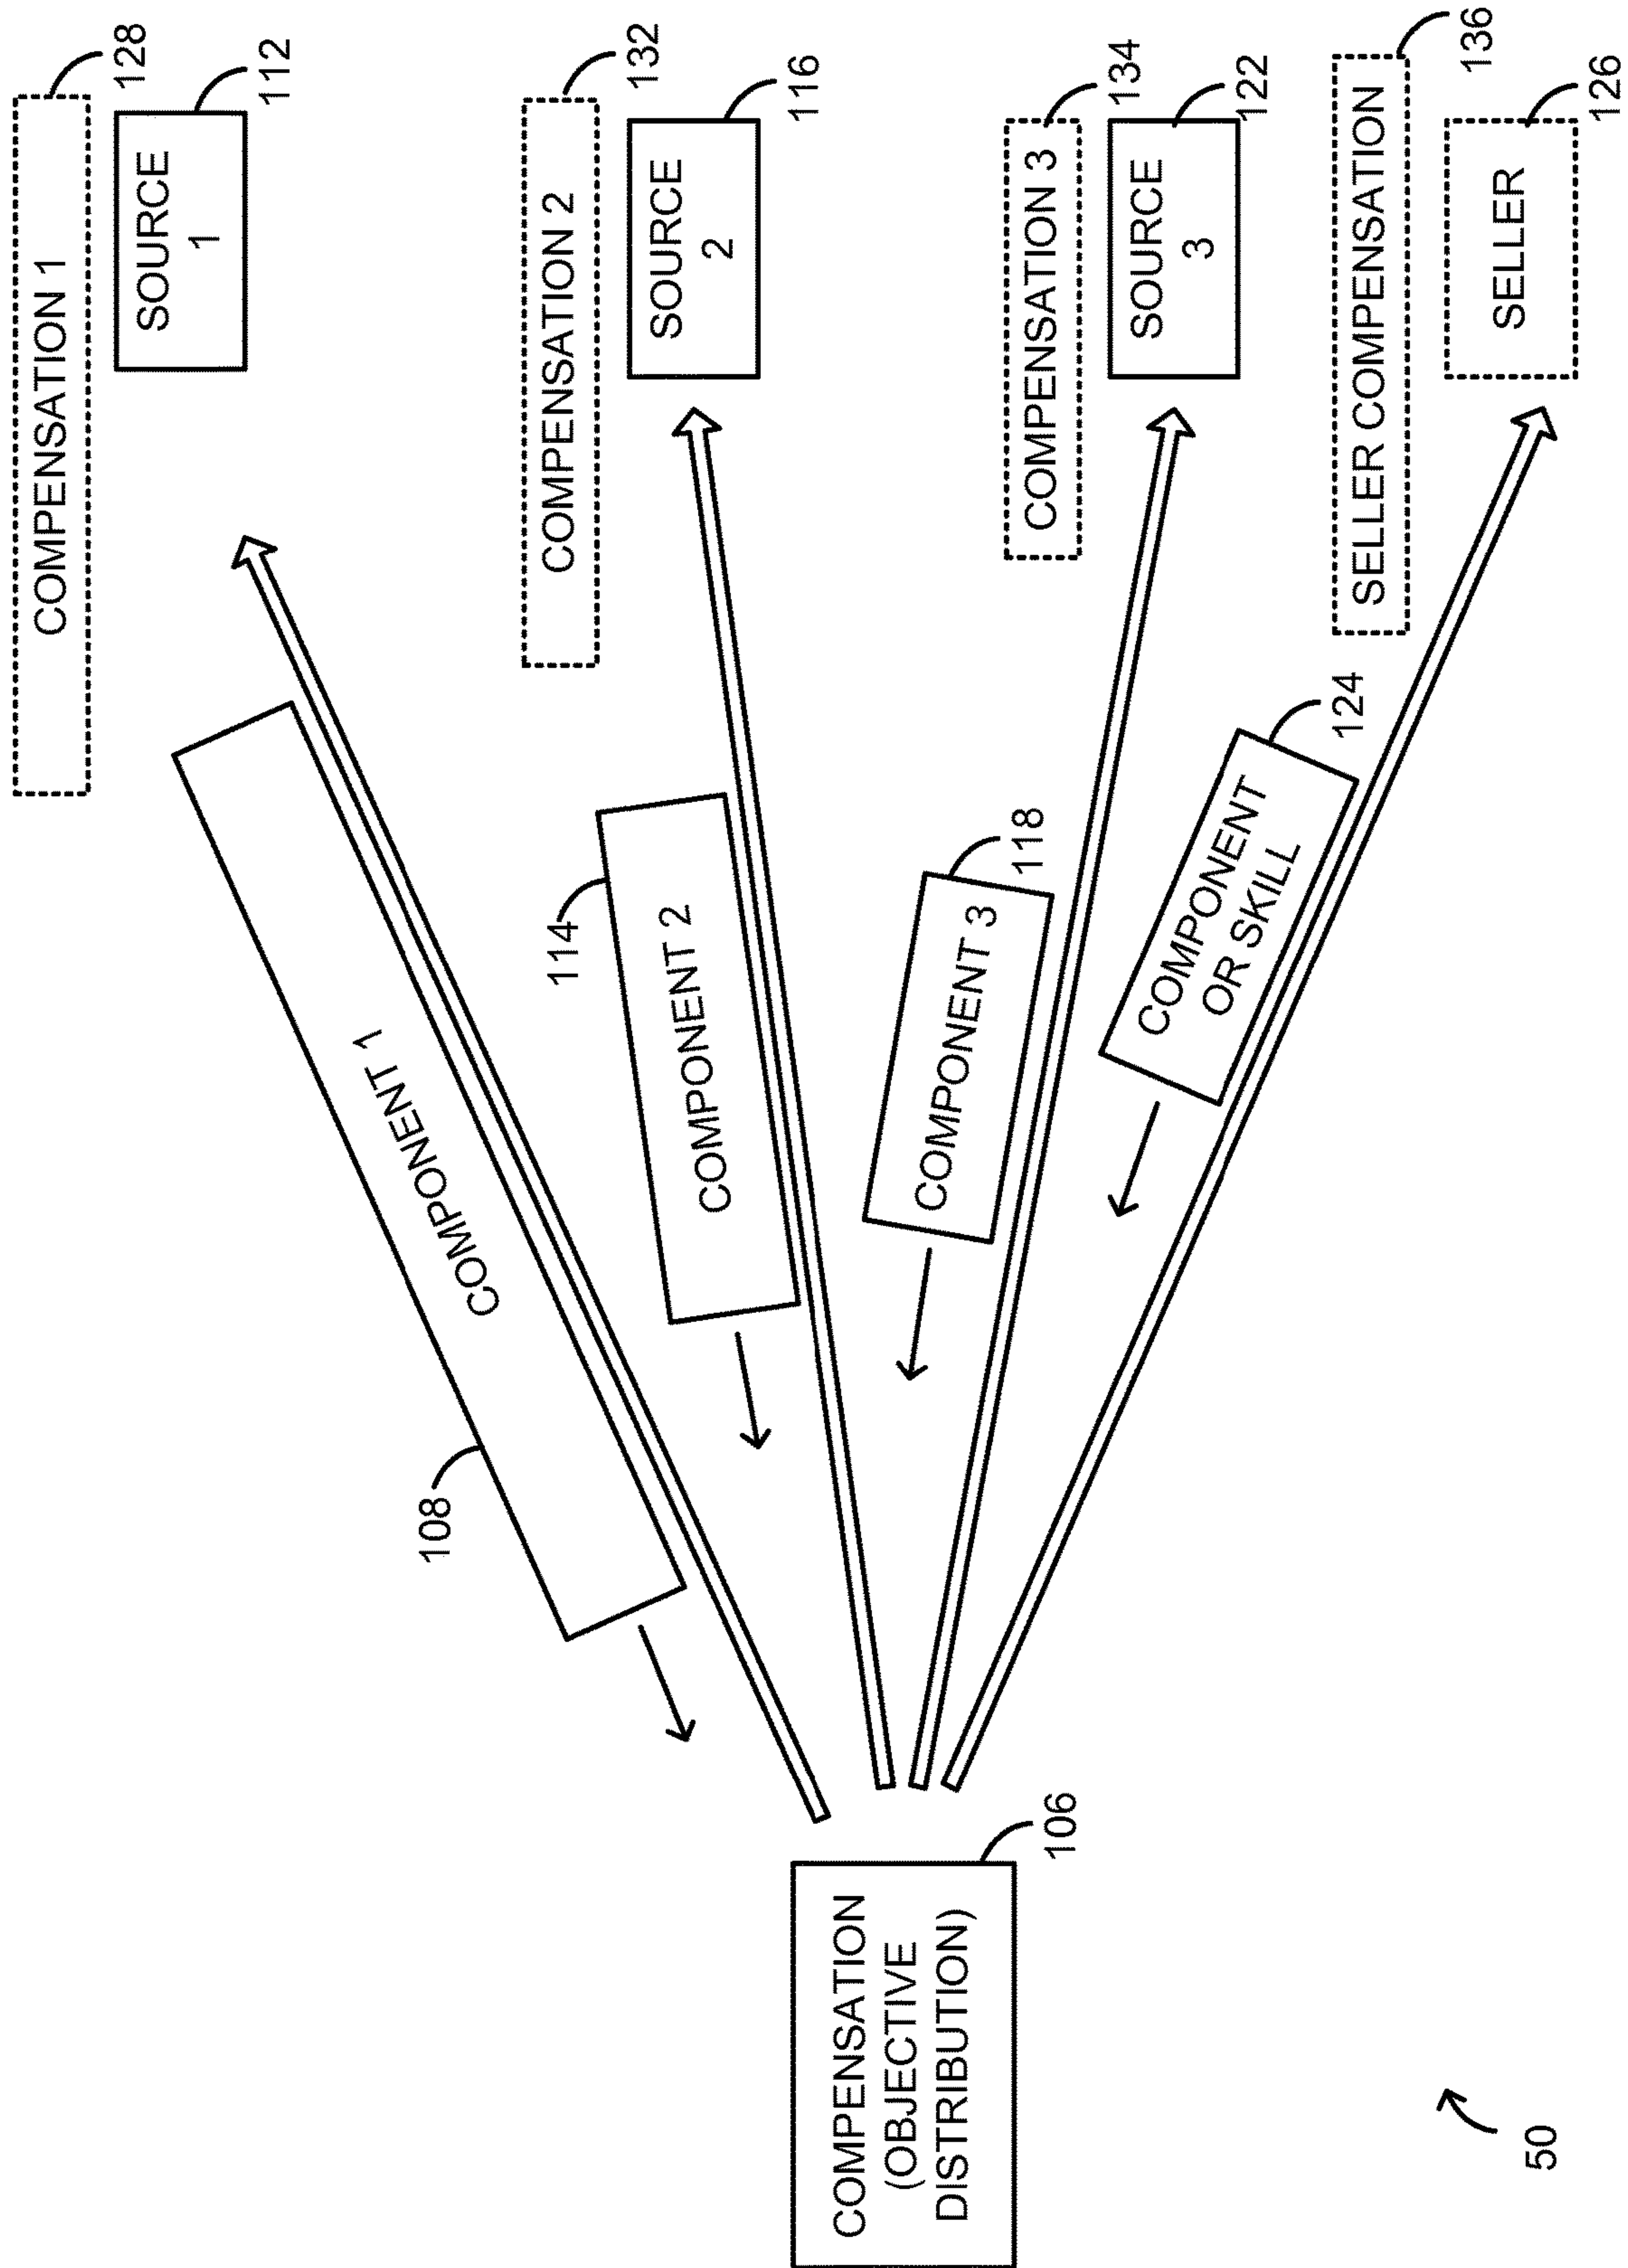 COMPENSATION 1
128
SOURCE
1
112
COMPONENT 1
108
COMPENSATION 2
132
SOURCE
2
116
114
COMPONENT 2
COMPENSATION
(OBJECTIVE
DISTRIBUTION)
106
COMPONENT 3
118
COMPENSATION 3
134
SOURCE
3
122
COMPONENT
OR SKILL
124
SELLER COMPENSATION
136
SELLER
126
50